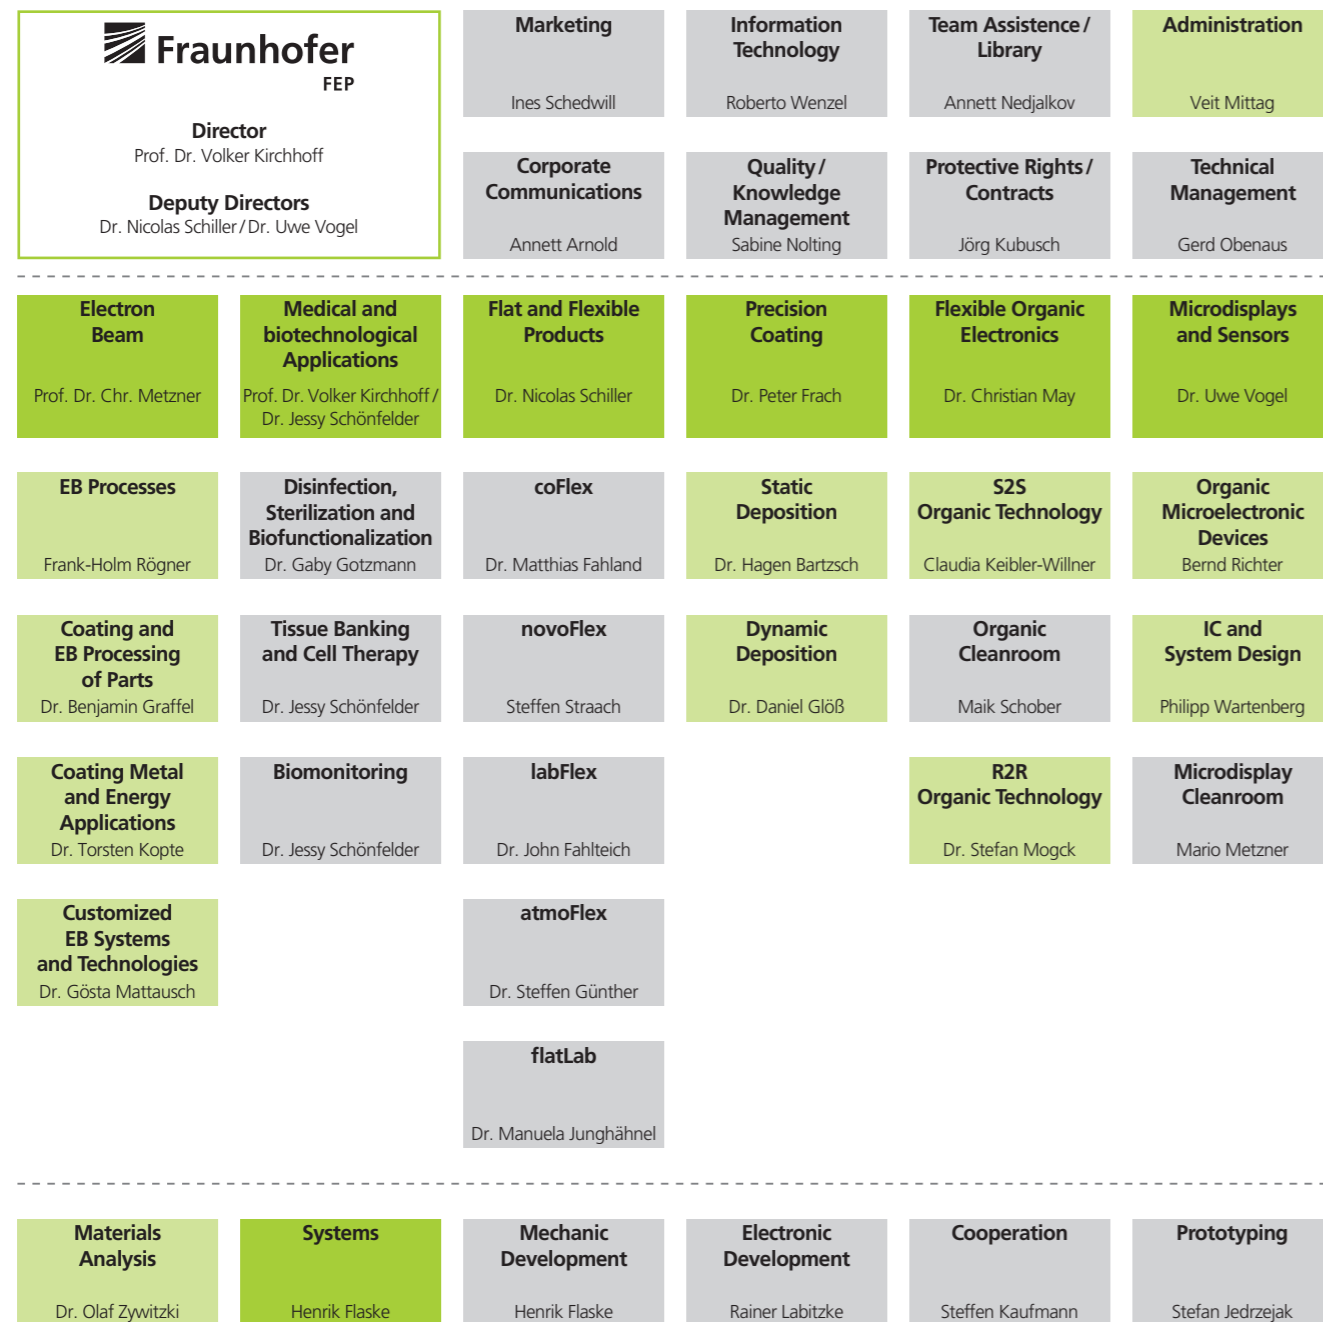 Fraunhofer
FEP
Director
Prof. Dr. Volker Kirchhoff
Deputy Directors
Dr. Nicolas Schiller / Dr. Uwe Vogel
Marketing
Ines Schedwill
Information
Technology
Roberto Wenzel
Team Assistence /
Library
Annett Nedjalkov
Administration
Veit Mittag
Corporate
Communications
Annett Arnold
Quality /
Knowledge
Management
Sabine Nolting
Protective Rights /
Contracts
Jörg Kubusch
Technical
Management
Gerd Obenaus
Electron
Beam
Prof. Dr. Chr. Metzner
Medical and
biotechnological
Applications
Prof. Dr. Volker Kirchhoff /
Dr. Jessy Schönfelder
Flat and Flexible
Products
Dr. Nicolas Schiller
Precision
Coating
Dr. Peter Frach
Flexible Organic
Electronics
Dr. Christian May
Microdisplays
and Sensors
Dr. Uwe Vogel
EB Processes
Frank-Holm Rögner
Disinfection,
Sterilization and
Biofunctionalization
Dr. Gaby Gotzmann
coFlex
Dr. Matthias Fahland
Static
Deposition
Dr. Hagen Bartzsch
S2S
Organic Technology
Claudia Keibler-Willner
Organic
Microelectronic
Devices
Bernd Richter
Coating and
EB Processing
of Parts
Dr. Benjamin Graffel
Tissue Banking
and Cell Therapy
Dr. Jessy Schönfelder
novoFlex
Steffen Straach
Dynamic
Deposition
Dr. Daniel Glöß
Organic
Cleanroom
Maik Schober
IC and
System Design
Philipp Wartenberg
Coating Metal
and Energy
Applications
Dr. Torsten Kopte
Biomonitoring
Dr. Jessy Schönfelder
labFlex
Dr. John Fahlteich
R2R
Organic Technology
Dr. Stefan Mogck
Microdisplay
Cleanroom
Mario Metzner
Customized
EB Systems
and Technologies
Dr. Gösta Mattausch
atmoFlex
Dr. Steffen Günther
flatLab
Dr. Manuela Junghähnel
Materials
Analysis
Dr. Olaf Zywitzki
Systems
Henrik Flaske
Mechanic
Development
Henrik Flaske
Electronic
Development
Rainer Labitzke
Cooperation
Steffen Kaufmann
Prototyping
Stefan Jedrzejak